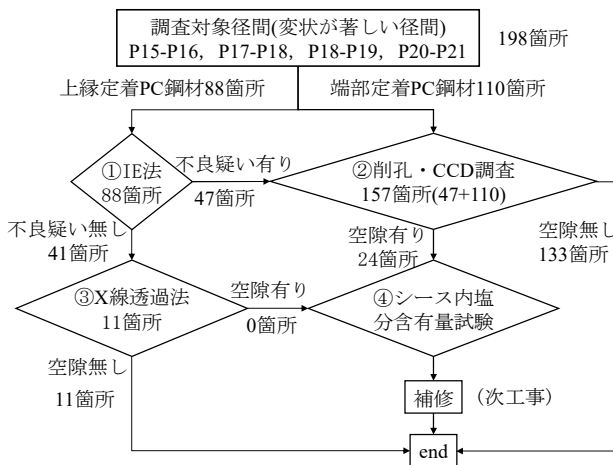 調査対象径間(変状が著しい径間)
P15-P16, P17-P18, P18-P19, P20-P21
198箇所
上縁定着PC鋼材88箇所
端部定着PC鋼材110箇所
①IE法
88箇所
不良疑い有り
47箇所
②削孔・CCD調査
157箇所(47+110)
不良疑い無し
41箇所
空隙有り
24箇所
空隙無し
133箇所
③X線透過法
11箇所
空隙有り
0箇所
④シース内塩
分含有量試験
空隙無し
11箇所
補修
(次工事)
end